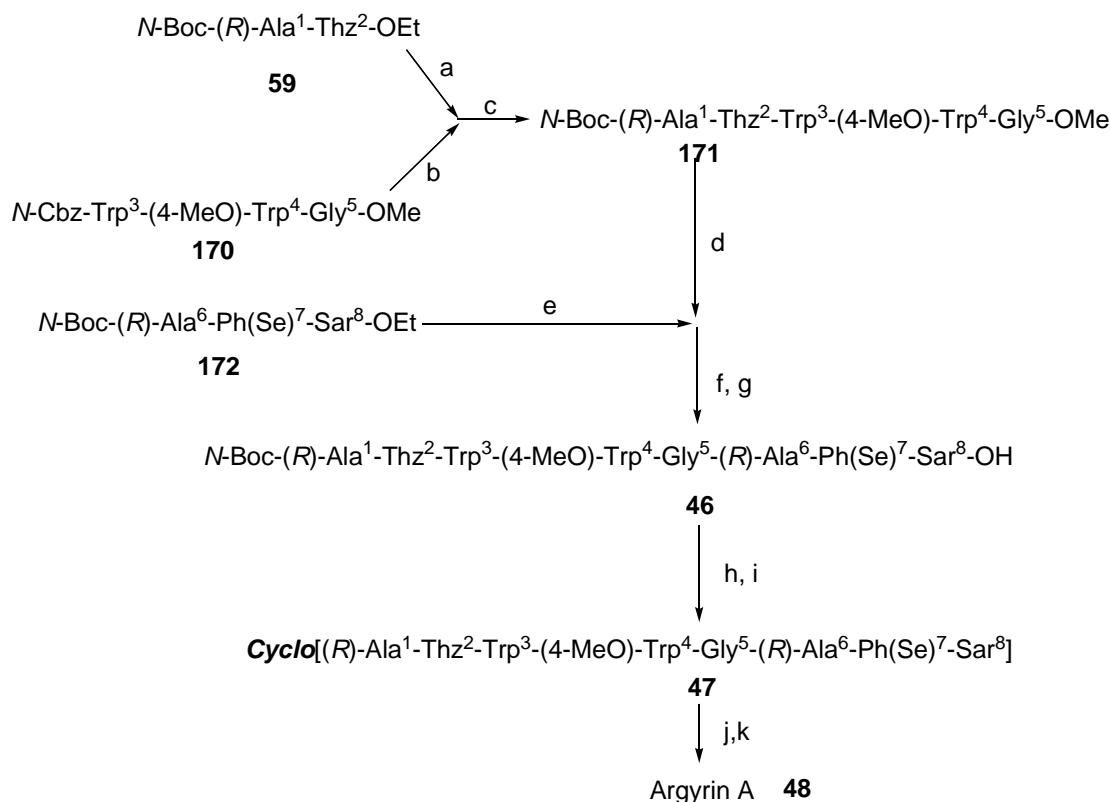 N-Boc-(R)-Ala¹-Thz²-OEt
59
a
c
N-Boc-(R)-Ala¹-Thz²-Trp³-(4-MeO)-Trp⁴-Gly⁵-OMe
171
b
N-Cbz-Trp³-(4-MeO)-Trp⁴-Gly⁵-OMe
170
d
e
N-Boc-(R)-Ala⁶-Ph(Se)⁷-Sar⁸-OEt
172
f, g
N-Boc-(R)-Ala¹-Thz²-Trp³-(4-MeO)-Trp⁴-Gly⁵-(R)-Ala⁶-Ph(Se)⁷-Sar⁸-OH
46
h, i
Cyclo[(R)-Ala¹-Thz²-Trp³-(4-MeO)-Trp⁴-Gly⁵-(R)-Ala⁶-Ph(Se)⁷-Sar⁸]
47
j,k
Argyrin A 48